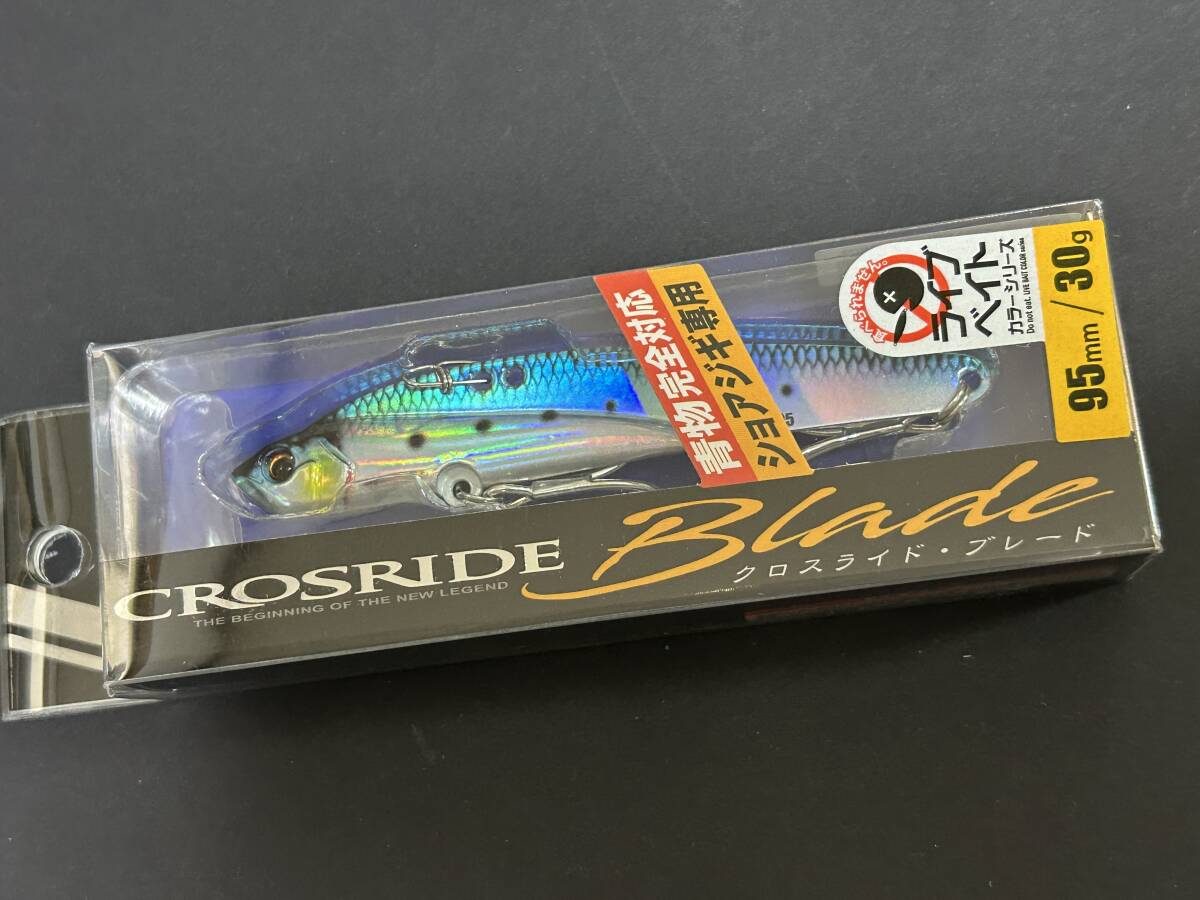 青物完全対応
ショアジギ専用
食べられません。
ライブ
ベイト
カラーシリーズ
Do not eat. LIVE BAIT COLOR series
95mm / 30g
CROSRIDE Blade
THE BEGINNING OF THE NEW LEGEND
クロスライド・ブレード